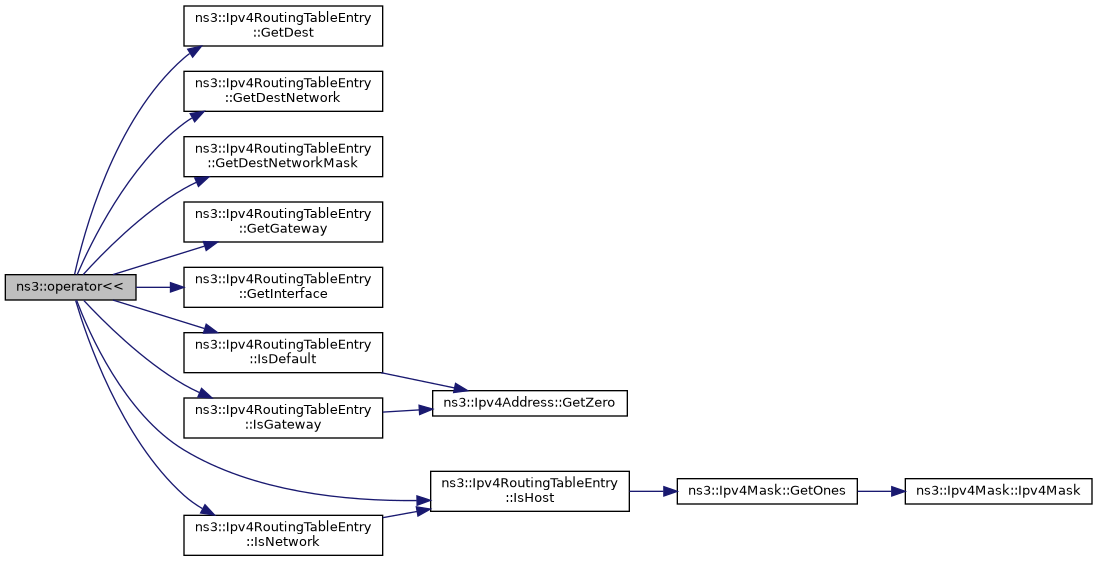 ns3::Ipv4RoutingTableEntry
::GetDest
ns3::Ipv4RoutingTableEntry
::GetDestNetwork
ns3::Ipv4RoutingTableEntry
::GetDestNetworkMask
ns3::Ipv4RoutingTableEntry
::GetGateway
ns3::operator<<
ns3::Ipv4RoutingTableEntry
::GetInterface
ns3::Ipv4RoutingTableEntry
::IsDefault
ns3::Ipv4Address::GetZero
ns3::Ipv4RoutingTableEntry
::IsGateway
ns3::Ipv4RoutingTableEntry
::IsHost
ns3::Ipv4Mask::GetOnes
ns3::Ipv4Mask::Ipv4Mask
ns3::Ipv4RoutingTableEntry
::IsNetwork